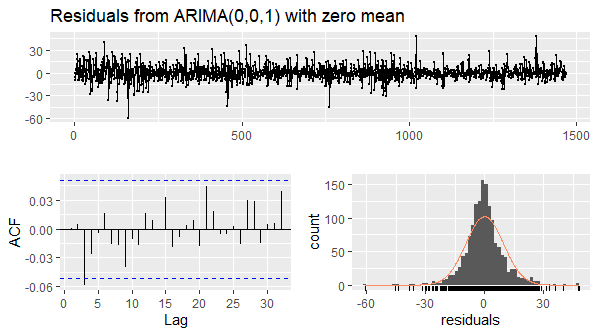 Residuals from ARIMA(0,0,1) with zero mean
30
0
-30
-60
0 500 1000 1500
0.03
0.00
-0.03
-0.06
ACF
0 5 10 15 20 25 30
Lag
150
100
50
0
count
-60 -30 0 30
residuals